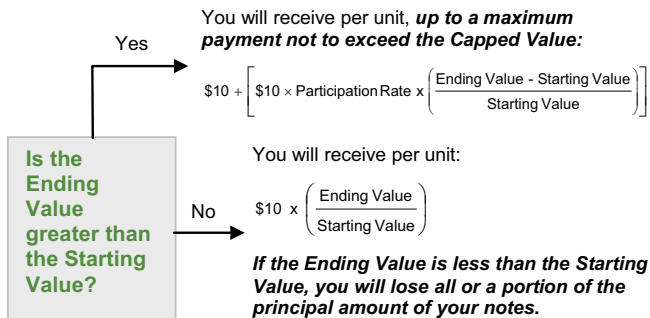 You will receive per unit, up to a maximum
payment not to exceed the Capped Value:
Yes
$10 + [ $10 × Participation Rate x ( Ending Value - Starting Value / Starting Value ) ]
Is the
Ending
Value
greater than
the Starting
Value?
You will receive per unit:
No
$10 x ( Ending Value / Starting Value )
If the Ending Value is less than the Starting
Value, you will lose all or a portion of the
principal amount of your notes.